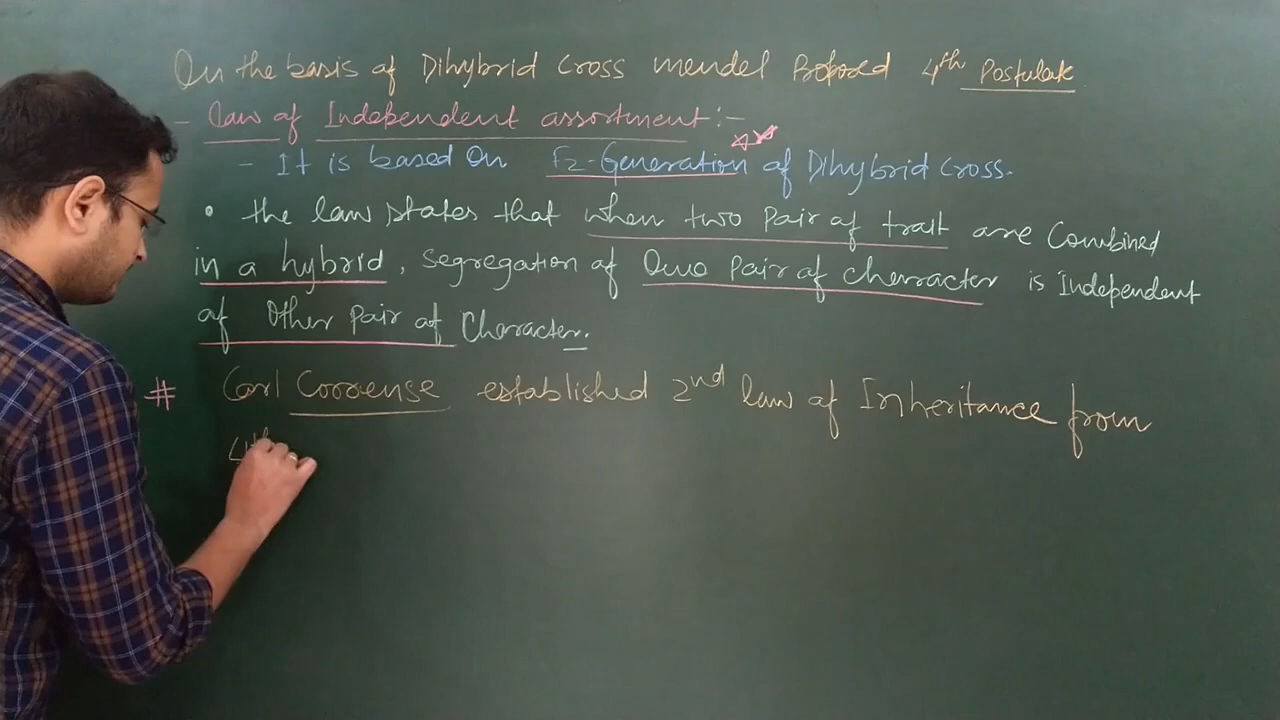 On the basis of Dihybrid Cross mendel Proposed 4th Postulate
- law of Independent assortment :-
- It is based On F2-Generation of Dihybrid Cross.
• the law states that when two pair of trait are Combined
in a hybrid, segregation of One pair of character is Independent
of Other pair of Character.
# Carl Corrense established 2nd law of Inheritance from
4th